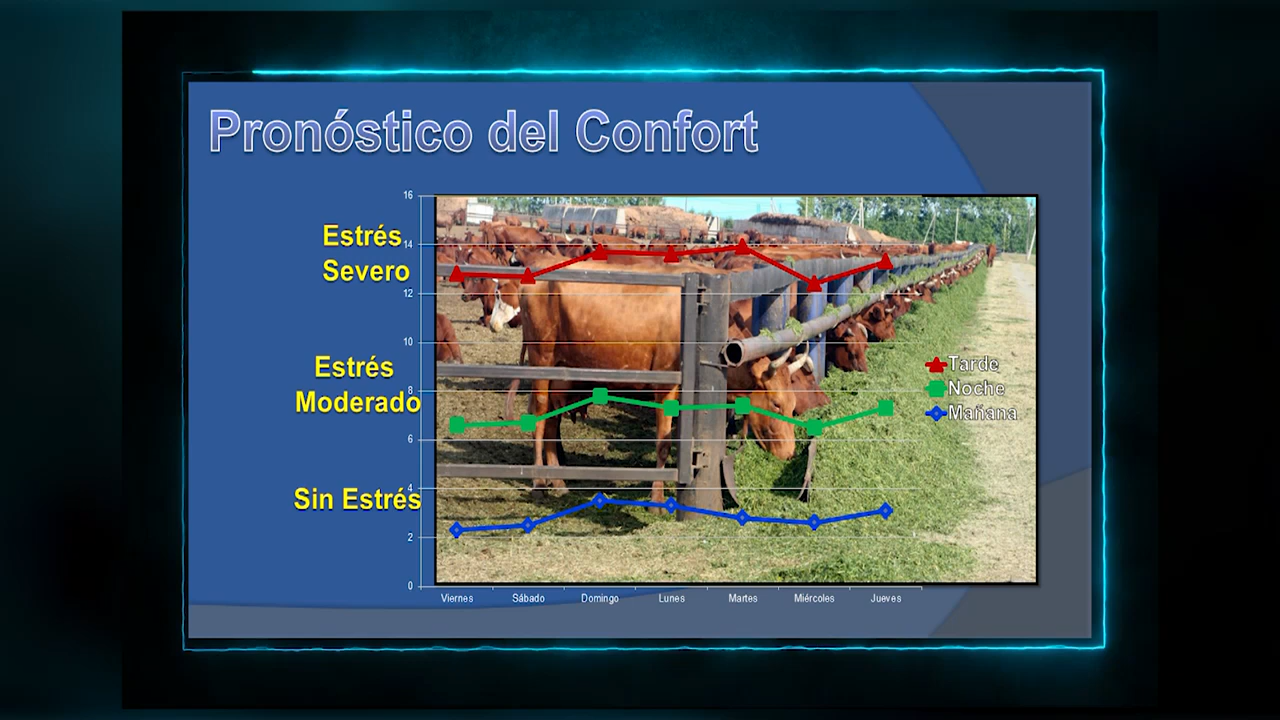 Pronóstico del Confort
16
Estrés
Severo
14
12
10
Estrés
Moderado
8
6
Sin Estrés
4
2
0
Viernes Sábado Domingo Lunes Martes Miércoles Jueves
Tarde
Noche
Mañana